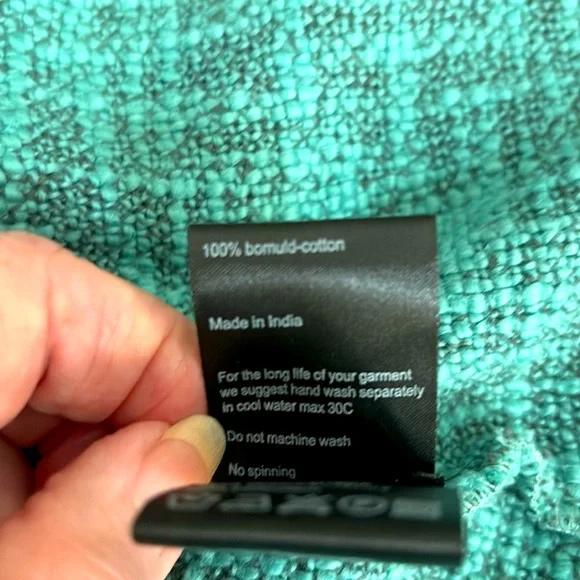 100% bomuld-cotton
Made in India
For the long life of your garment
we suggest hand wash separately
in cool water max 30C
Do not machine wash
No spinning